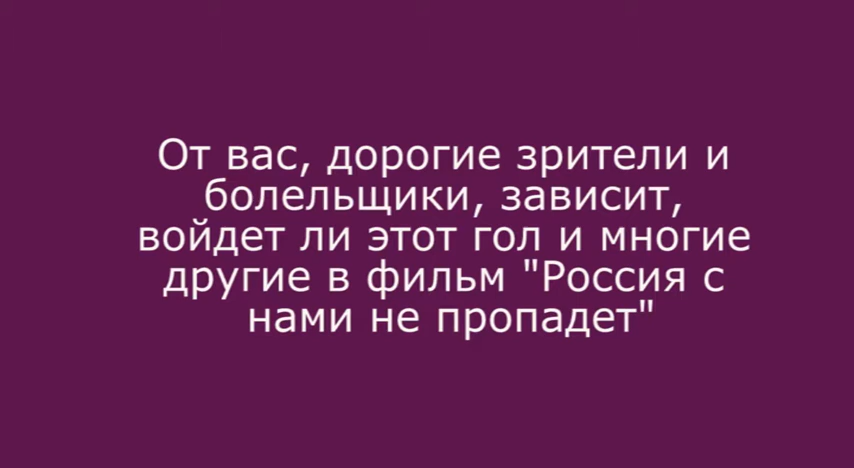 От вас, дорогие зрители и
болельщики, зависит,
войдет ли этот гол и многие
другие в фильм "Россия с
нами не пропадет"